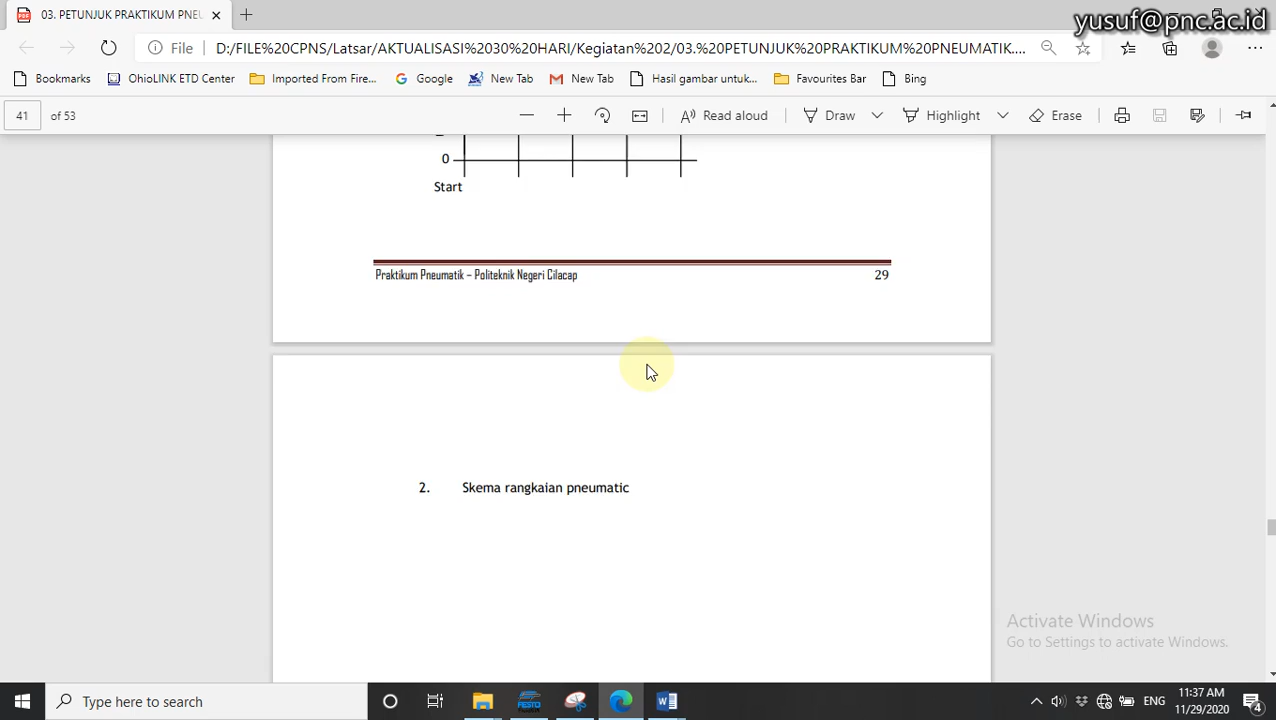 03. PETUNJUK PRAKTIKUM PNEU
yusuf@pnc.ac.id
File
D:/FILE%20CPNS/Latsar/AKTUALISASI%2030%20HARI/Kegiatan%202/03.%20PETUNJUK%20PRAKTIKUM%20PNEUMATIK....
Bookmarks
OhioLINK ETD Center
Imported From Fire...
Google
New Tab
New Tab
Hasil gambar untuk...
Favourites Bar
Bing
41 of 53
Read aloud
Draw
Highlight
Erase
0
Start
Praktikum Pneumatik – Politeknik Negeri Cilacap 29
2. Skema rangkaian pneumatic
Activate Windows
Go to Settings to activate Windows.
Type here to search
FESTO
ENG
11:37 AM
11/29/2020
4